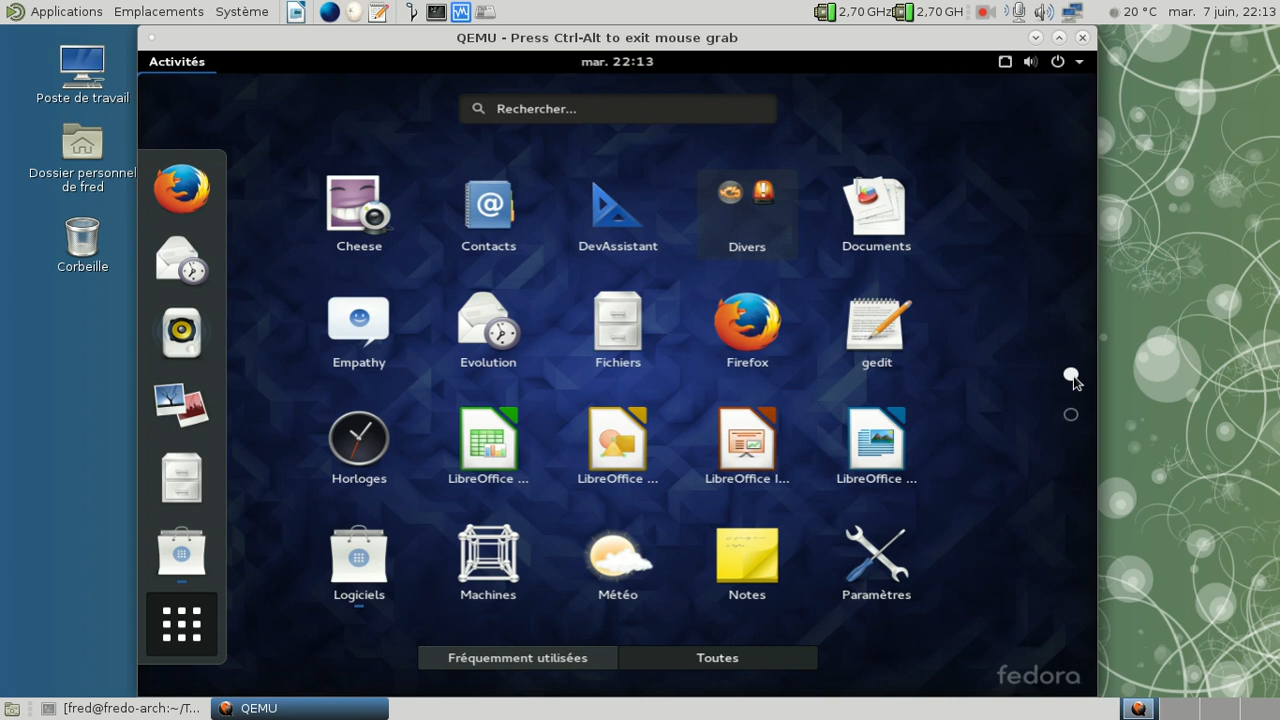 Applications Emplacements Système 2,70 GHz 2,70 GH 20 °C mar. 7 juin, 22:13
QEMU - Press Ctrl-Alt to exit mouse grab
Activités mar. 22:13
Poste de travail
Dossier personnel
de fred
Corbeille
Rechercher...
Cheese Contacts DevAssistant Divers Documents
Empathy Evolution Fichiers Firefox gedit
Horloges LibreOffice ... LibreOffice ... LibreOffice I... LibreOffice ...
Logiciels Machines Météo Notes Paramètres
Fréquemment utilisées Toutes
fedora
[fred@fredo-arch:~/T... QEMU